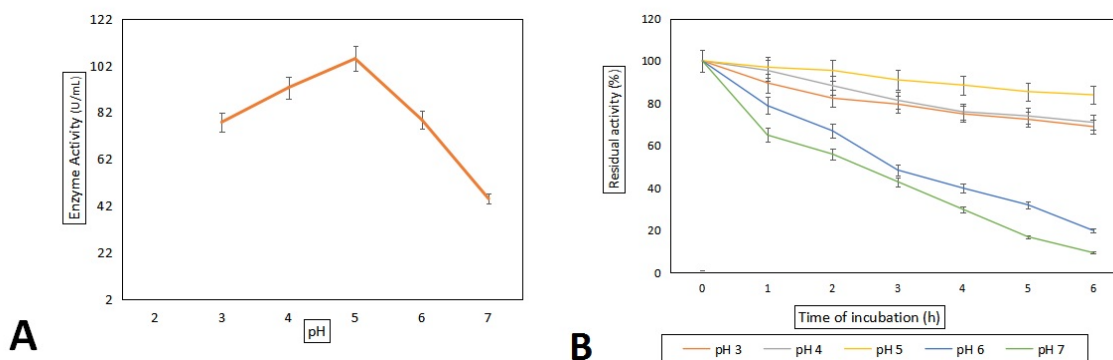 122
102
82
62
42
22
2
Enzyme Activity (U/mL)
2 3 4 5 6 7
pH
A
120
100
80
60
40
20
0
Residual activity (%)
0 1 2 3 4 5 6
Time of incubation (h)
B
pH 3 pH 4 pH 5 pH 6 pH 7